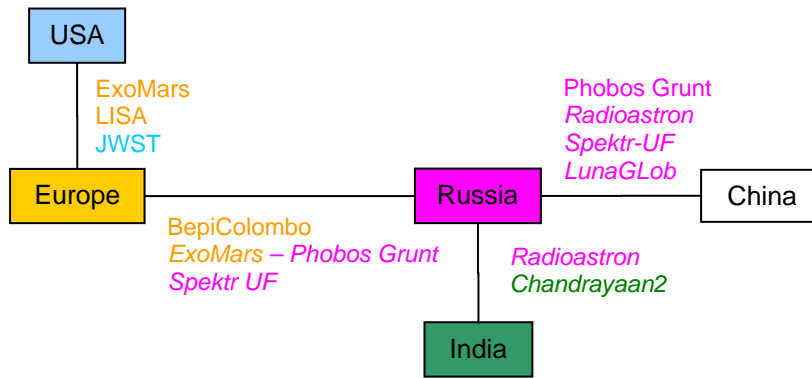 USA
ExoMars
LISA
JWST
Phobos Grunt
Radioastron
Spektr-UF
LunaGLob
Europe
Russia
China
BepiColombo
ExoMars – Phobos Grunt
Spektr UF
Radioastron
Chandrayaan2
India